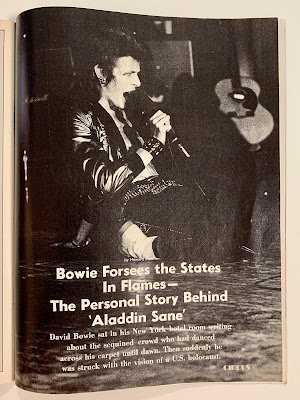 by Howard
Bowie Forsees the States
In Flames—
The Personal Story Behind
‘Aladdin Sane’
David Bowie sat in his New York hotel room writing
about the sequined crowd who had danced
across his carpet until dawn. Then suddenly he
was struck with the vision of a U.S. holocaust.
CIRCUS